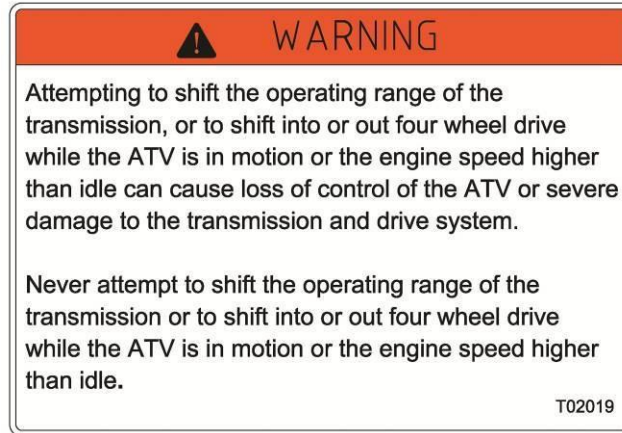 WARNING
Attempting to shift the operating range of the
transmission, or to shift into or out four wheel drive
while the ATV is in motion or the engine speed higher
than idle can cause loss of control of the ATV or severe
damage to the transmission and drive system.
Never attempt to shift the operating range of the
transmission or to shift into or out four wheel drive
while the ATV is in motion or the engine speed higher
than idle.
T02019